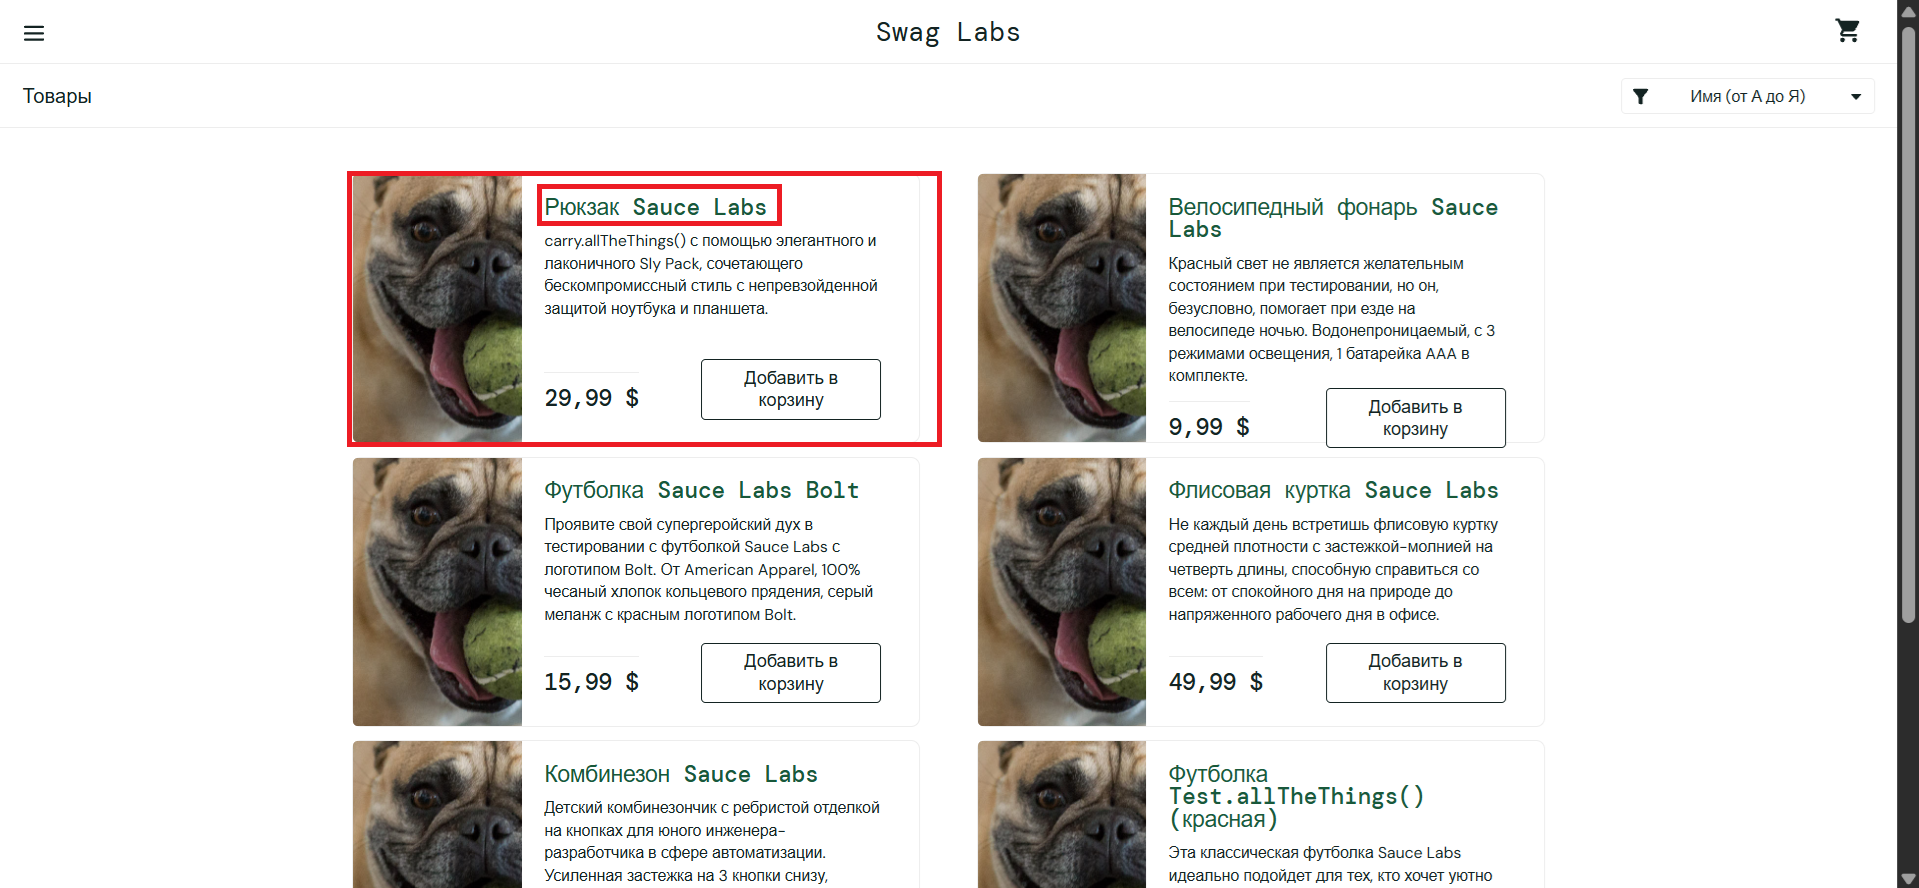 Swag Labs
Товары
Имя (от А до Я)
Рюкзак Sauce Labs
carry.allTheThings() с помощью элегантного и
лаконичного Sly Pack, сочетающего
бескомпромиссный стиль с непревзойденной
защитой ноутбука и планшета.
29,99 $
Добавить в
корзину
Велосипедный фонарь Sauce
Labs
Красный свет не является желательным
состоянием при тестировании, но он,
безусловно, помогает при езде на
велосипеде ночью. Водонепроницаемый, с 3
режимами освещения, 1 батарейка AAA в
комплекте.
9,99 $
Добавить в
корзину
Футболка Sauce Labs Bolt
Проявите свой супергеройский дух в
тестировании с футболкой Sauce Labs с
логотипом Bolt. От American Apparel, 100%
чесаный хлопок кольцевого прядения, серый
меланж с красным логотипом Bolt.
15,99 $
Добавить в
корзину
Флисовая куртка Sauce Labs
Не каждый день встретишь флисовую куртку
средней плотности с застежкой-молнией на
четверть длины, способную справиться со
всем: от спокойного дня на природе до
напряженного рабочего дня в офисе.
49,99 $
Добавить в
корзину
Комбинезон Sauce Labs
Детский комбинезончик с ребристой отделкой
на кнопках для юного инженера-
разработчика в сфере автоматизации.
Усиленная застежка на 3 кнопки снизу,
Футболка
Test.allTheThings()
(красная)
Эта классическая футболка Sauce Labs
идеально подойдет для тех, кто хочет уютно